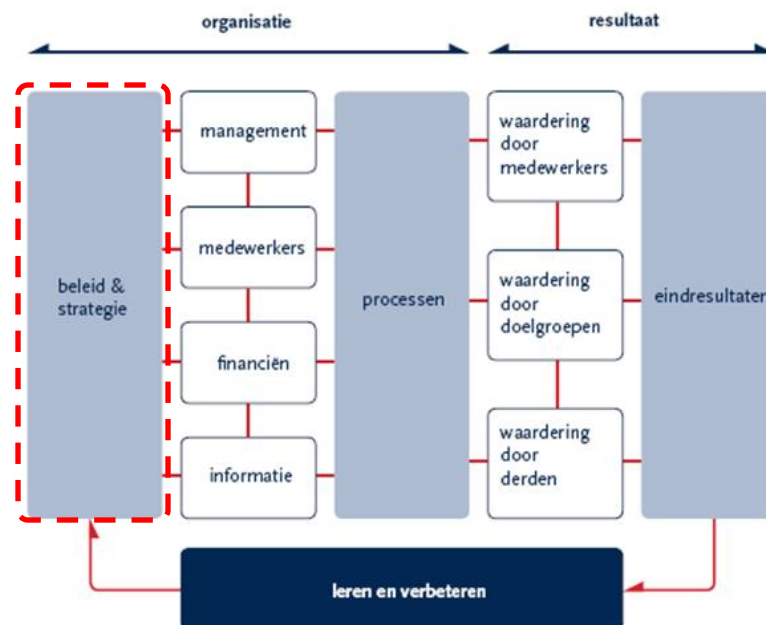 organisatie
resultaat
beleid &
strategie
management
medewerkers
financiën
informatie
processen
waardering
door
medewerkers
waardering
door
doelgroepen
waardering
door
derden
eindresultaten
leren en verbeteren